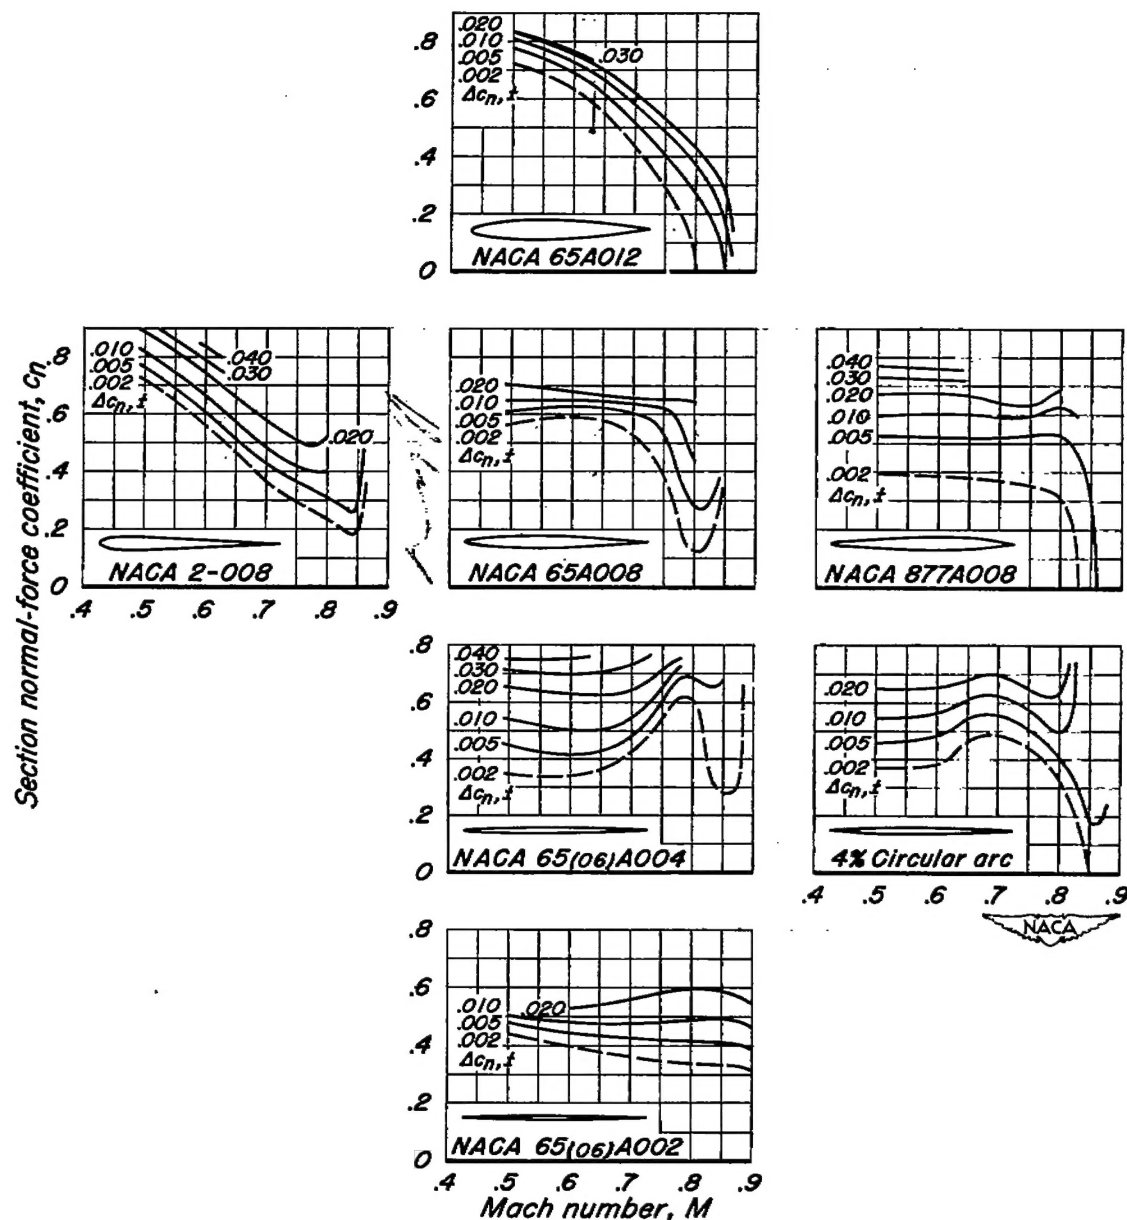 .8
.6
.4
.2
0
.020
.010
.005
.002
Δcn,t
.030
NACA 65A012
Section normal-force coefficient, cn
.8
.6
.4
.2
0
.010
.005
.002
Δcn,t
.040
.030
.020
NACA 2-008
.4 .5 .6 .7 .8 .9
.020
.010
.005
.002
Δcn,t
NACA 65A008
.040
.030
.020
.010
.005
.002
Δcn,t
NACA 877A008
.8
.6
.4
.2
0
.040
.030
.020
.010
.005
.002
Δcn,t
NACA 65(06)A004
.020
.010
.005
.002
Δcn,t
4% Circular arc
.4 .5 .6 .7 .8 .9
NACA
.8
.6
.4
.2
0
.010 .020
.005
.002
Δcn,t
NACA 65(06)A002
.4 .5 .6 .7 .8 .9
Mach number, M